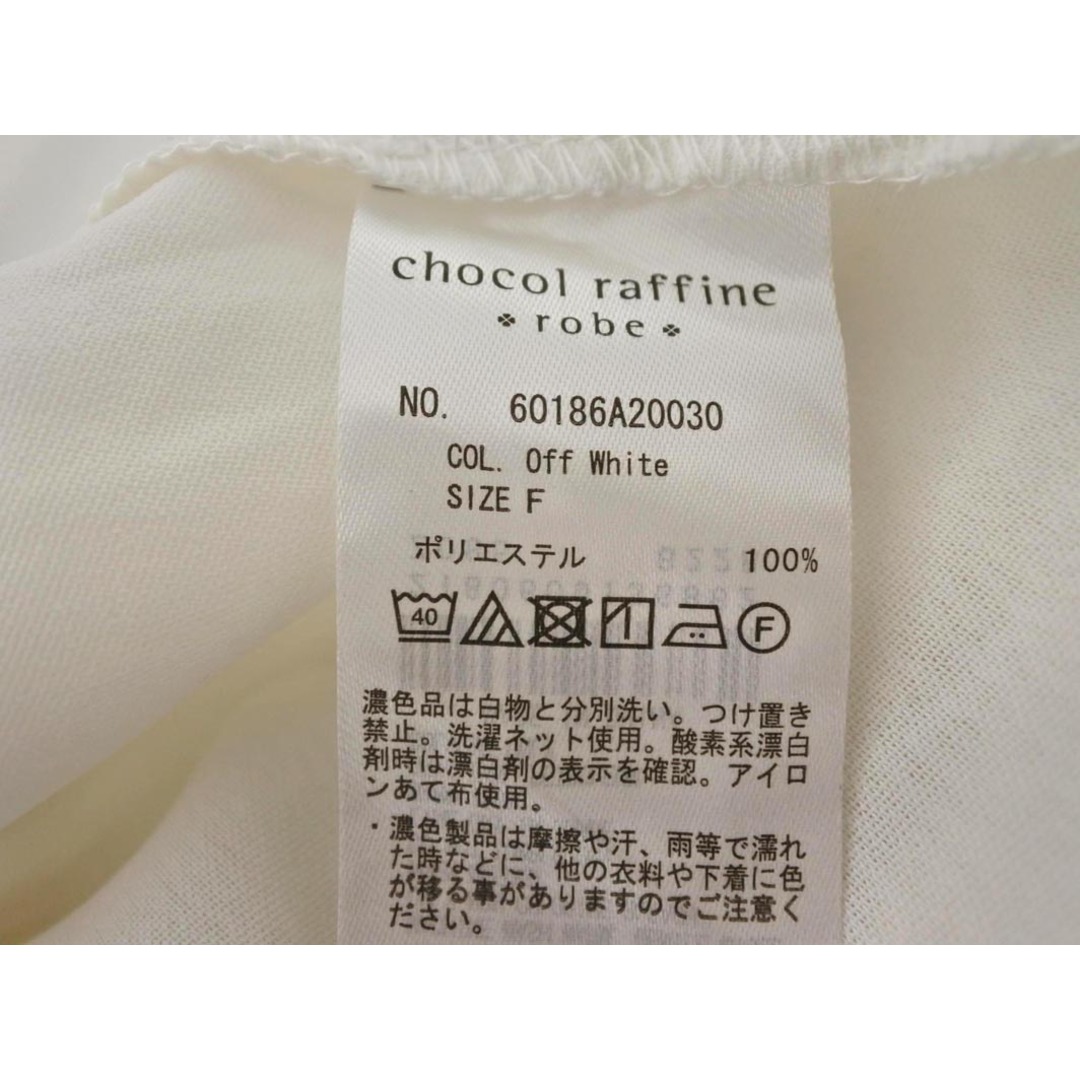 chocol raffine
robe
NO. 60186A20030
COL. Off White
SIZE F
ポリエステル 100%
40 F
濃色品は白物と分別洗い。つけ置き
禁止。洗濯ネット使用。酸素系漂白
剤時は漂白剤の表示を確認。アイロ
ンあて布使用。
・濃色製品は摩擦や汗、雨等で濡れ
た時などに、他の衣料や下着に色
が移る事がありますのでご注意く
ださい。